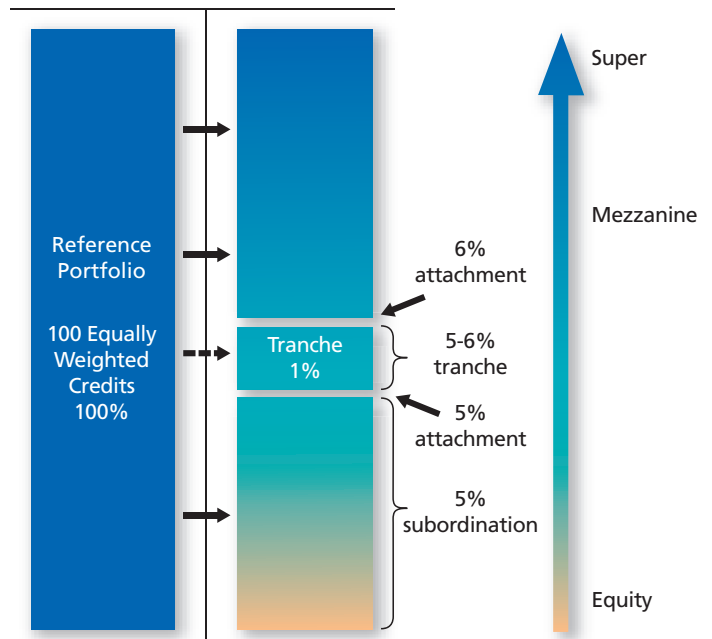 Reference
Portfolio
100 Equally
Weighted
Credits
100%
Tranche
1%
6%
attachment
5-6%
tranche
5%
attachment
5%
subordination
Super
Mezzanine
Equity